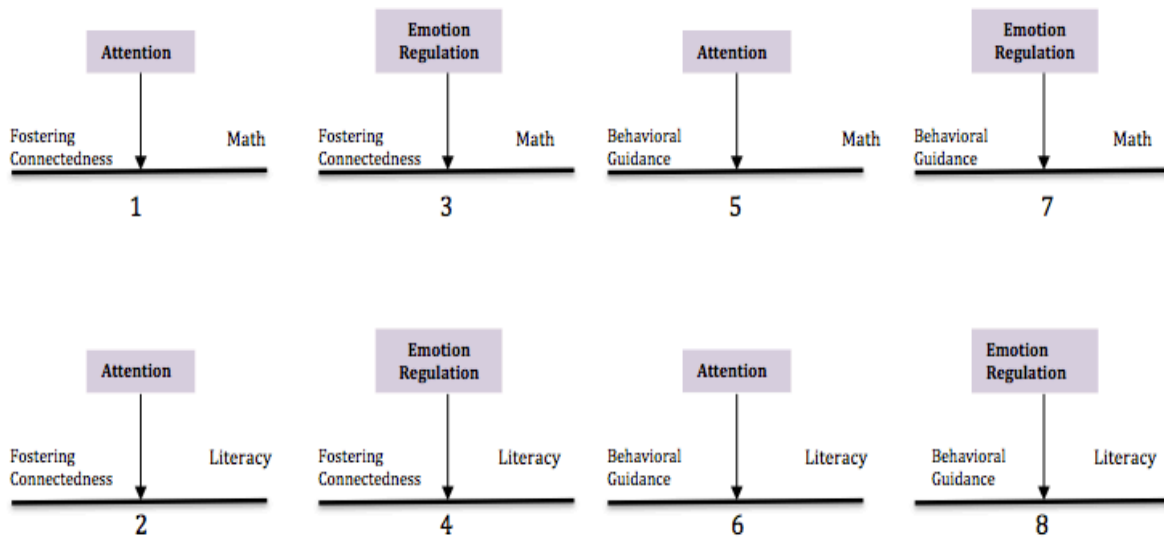 Attention
Fostering
Connectedness
Math
1
Emotion
Regulation
Fostering
Connectedness
Math
3
Attention
Behavioral
Guidance
Math
5
Emotion
Regulation
Behavioral
Guidance
Math
7
Attention
Fostering
Connectedness
Literacy
2
Emotion
Regulation
Fostering
Connectedness
Literacy
4
Attention
Behavioral
Guidance
Literacy
6
Emotion
Regulation
Behavioral
Guidance
Literacy
8